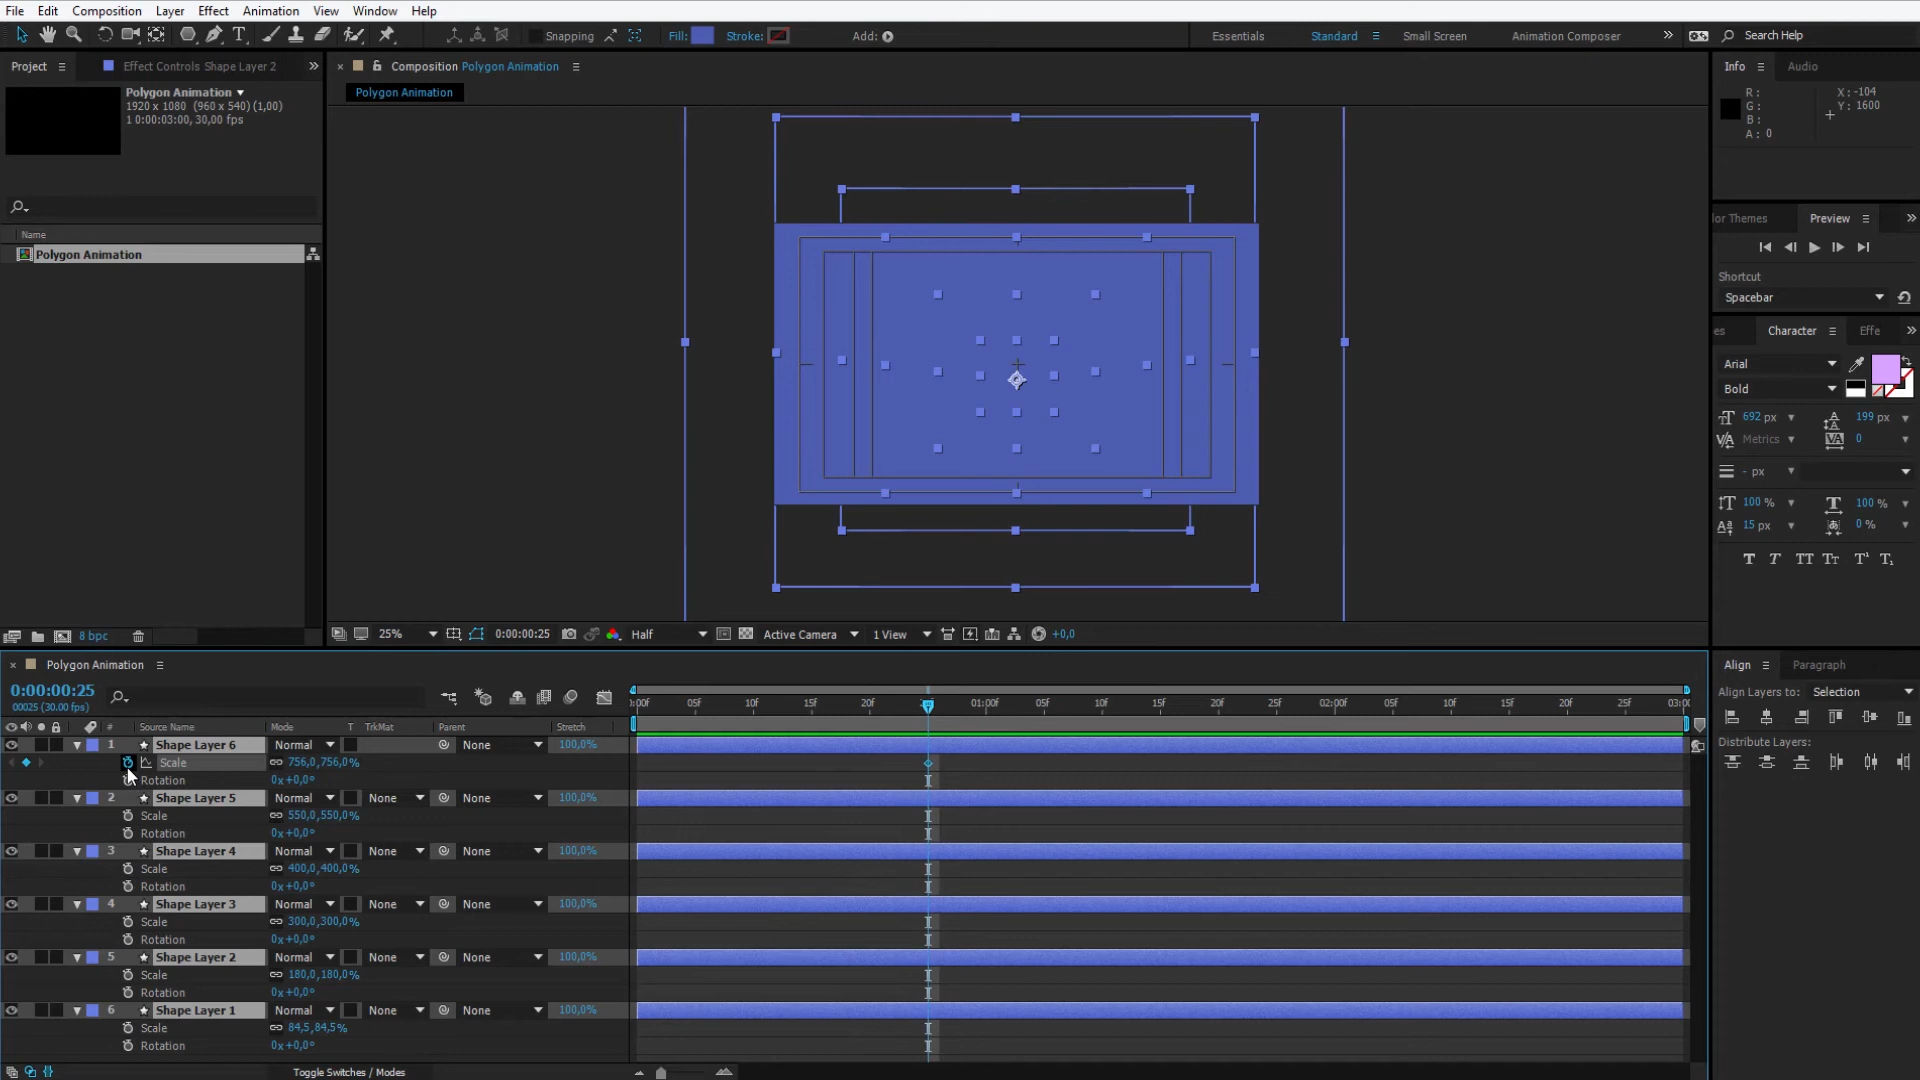 File Edit Composition Layer Effect Animation View Window Help
Snapping Fill: Stroke: Add: Essentials Standard Small Screen Animation Composer Search Help
Project Effect Controls Shape Layer 2
Composition Polygon Animation
Info Audio
Polygon Animation
Polygon Animation
1920 x 1080 (960 x 540) (1,00)
1 0:00:03:00, 30,00 fps
R: X: -104
G: Y: 1600
B:
A: 0
Name
Polygon Animation
lor Themes Preview
Shortcut
Spacebar
es Character Effe
Arial
Bold
692 px 199 px
Metrics 0
- px
100 % 100 %
15 px 0 %
8 bpc
25% 0:00:00:25 Half Active Camera 1 View +0,0
Polygon Animation
0:00:00:25
00025 (30.00 fps)
:00F 05f 10f 15f 20f 01:00F 05f 10f 15f 20f 25f 02:00F 05f 10f 15f 20f 25f 03:00
# Source Name Mode T TrkMat Parent Stretch
1 Shape Layer 6 Normal None 100,0%
Scale 756,0,756,0%
Rotation 0x+0,0°
2 Shape Layer 5 Normal None None 100,0%
Scale 550,0,550,0%
Rotation 0x+0,0°
3 Shape Layer 4 Normal None None 100,0%
Scale 400,0,400,0%
Rotation 0x+0,0°
4 Shape Layer 3 Normal None None 100,0%
Scale 300,0,300,0%
Rotation 0x+0,0°
5 Shape Layer 2 Normal None None 100,0%
Scale 180,0,180,0%
Rotation 0x+0,0°
6 Shape Layer 1 Normal None None 100,0%
Scale 84,5,84,5%
Rotation 0x+0,0°
Toggle Switches / Modes
Align Paragraph
Align Layers to: Selection
Distribute Layers: